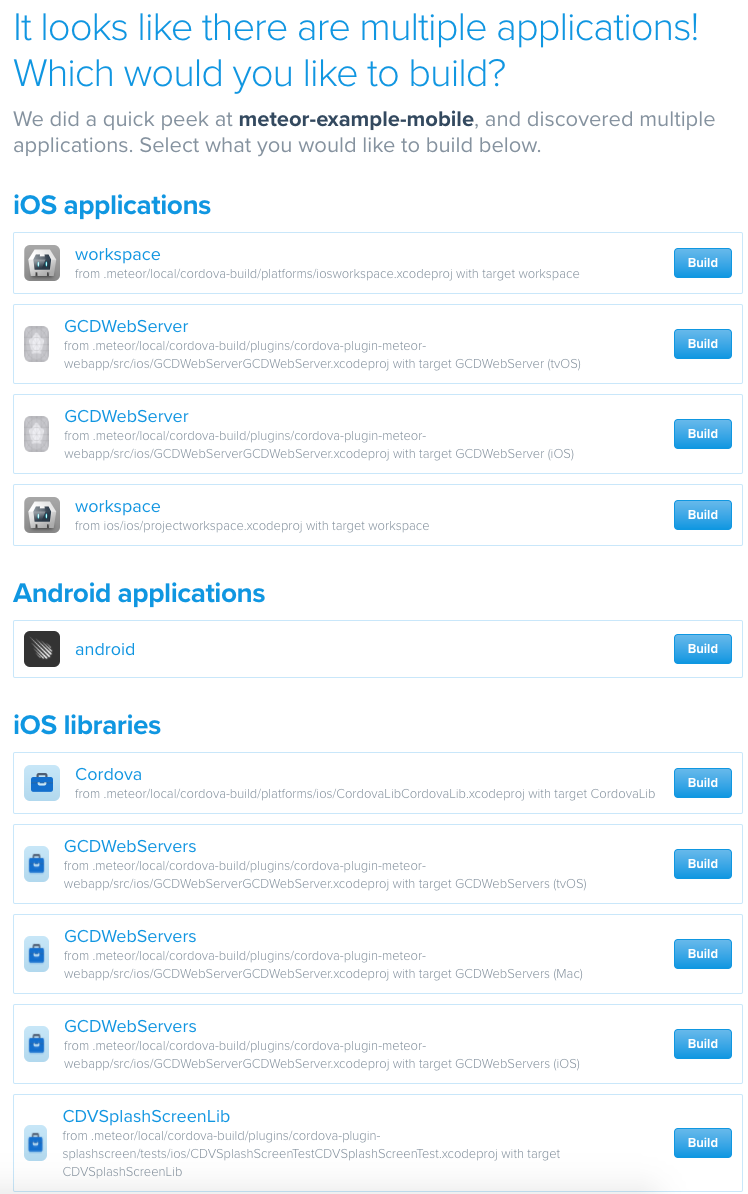 It looks like there are multiple applications!
Which would you like to build?
We did a quick peek at meteor-example-mobile, and discovered multiple
applications. Select what you would like to build below.
iOS applications
workspace
from .meteor/local/cordova-build/platforms/iosworkspace.xcodeproj with target workspace
Build
GCDWebServer
from .meteor/local/cordova-build/plugins/cordova-plugin-meteor-
webapp/src/ios/GCDWebServerGCDWebServer.xcodeproj with target GCDWebServer (tvOS)
Build
GCDWebServer
from .meteor/local/cordova-build/plugins/cordova-plugin-meteor-
webapp/src/ios/GCDWebServerGCDWebServer.xcodeproj with target GCDWebServer (iOS)
Build
workspace
from ios/ios/projectworkspace.xcodeproj with target workspace
Build
Android applications
android
Build
iOS libraries
Cordova
from .meteor/local/cordova-build/platforms/ios/CordovaLibCordovaLib.xcodeproj with target CordovaLib
Build
GCDWebServers
from .meteor/local/cordova-build/plugins/cordova-plugin-meteor-
webapp/src/ios/GCDWebServerGCDWebServer.xcodeproj with target GCDWebServers (tvOS)
Build
GCDWebServers
from .meteor/local/cordova-build/plugins/cordova-plugin-meteor-
webapp/src/ios/GCDWebServerGCDWebServer.xcodeproj with target GCDWebServers (Mac)
Build
GCDWebServers
from .meteor/local/cordova-build/plugins/cordova-plugin-meteor-
webapp/src/ios/GCDWebServerGCDWebServer.xcodeproj with target GCDWebServers (iOS)
Build
CDVSplashScreenLib
from .meteor/local/cordova-build/plugins/cordova-plugin-
splashscreen/tests/ios/CDVSplashScreenTestCDVSplashScreenTest.xcodeproj with target
CDVSplashScreenLib
Build